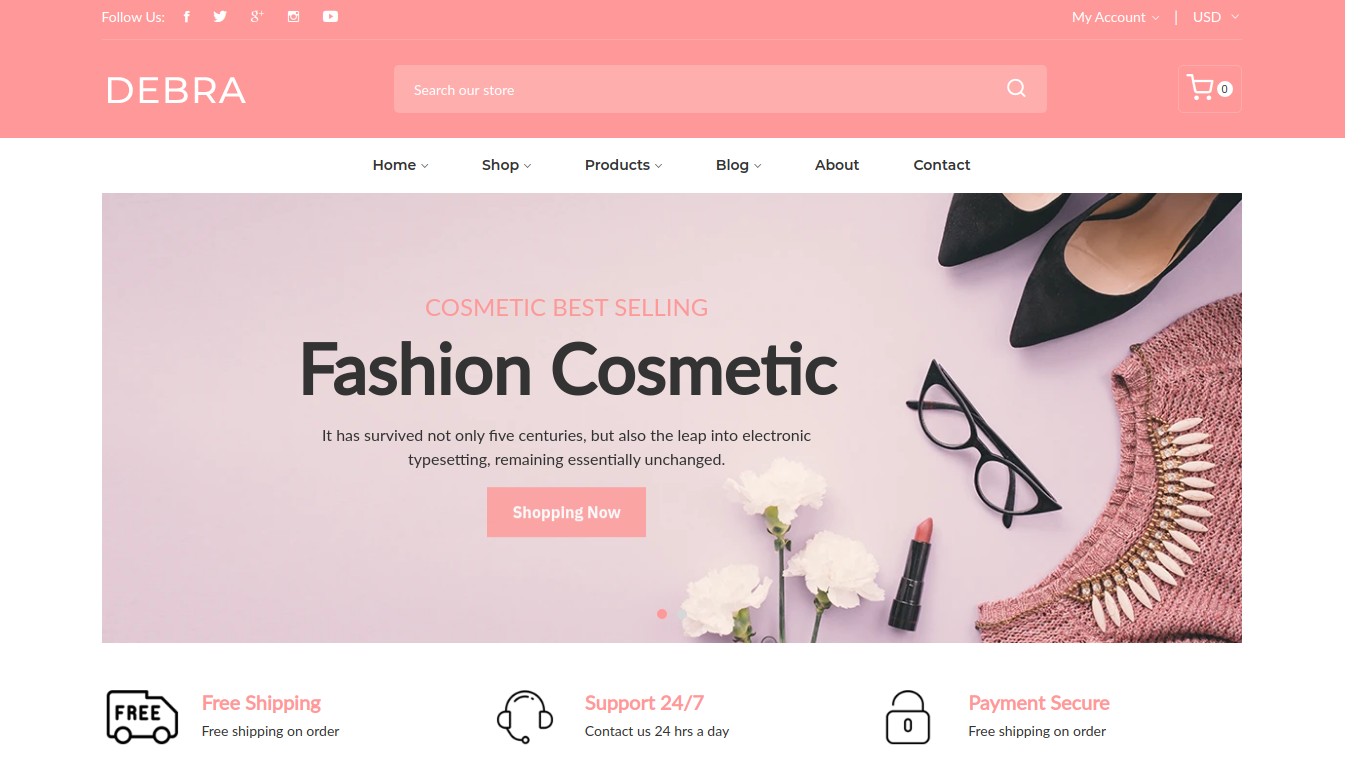 Follow Us:
My Account | USD
DEBRA
Search our store
0
Home
Shop
Products
Blog
About
Contact
COSMETIC BEST SELLING
Fashion Cosmetic
It has survived not only five centuries, but also the leap into electronic
typesetting, remaining essentially unchanged.
Shopping Now
FREE
Free Shipping
Free shipping on order
Support 24/7
Contact us 24 hrs a day
0
Payment Secure
Free shipping on order